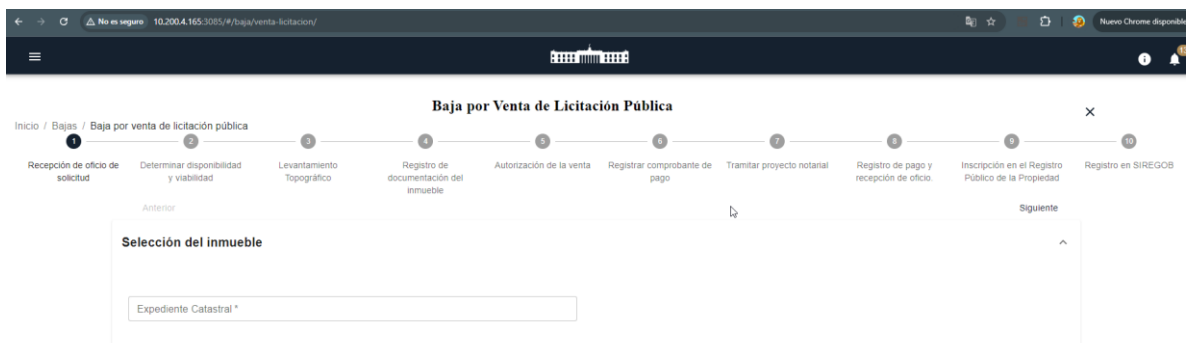 No es seguro 10.200.4.165:3085/#/baja/venta-licitacion/
Nuevo Chrome disponible
Baja por Venta de Licitación Pública
Inicio / Bajas / Baja por venta de licitación pública
1 2 3 4 5 6 7 8 9 10
Recepción de oficio de solicitud
Determinar disponibilidad y viabilidad
Levantamiento Topográfico
Registro de documentación del inmueble
Autorización de la venta
Registrar comprobante de pago
Tramitar proyecto notarial
Registro de pago y recepción de oficio.
Inscripción en el Registro Público de la Propiedad
Registro en SIREGOB
Anterior
Siguiente
Selección del inmueble
Expediente Catastral *